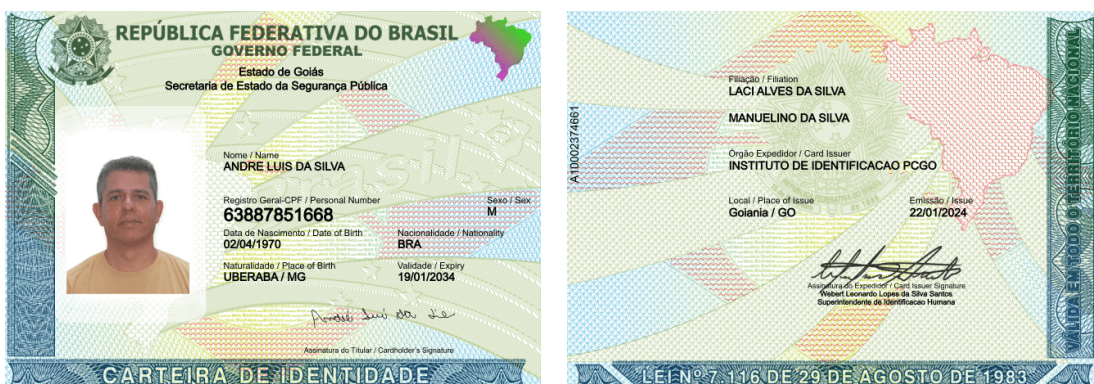 REPÚBLICA FEDERATIVA DO BRASIL
GOVERNO FEDERAL
Estado de Goiás
Secretaria de Estado da Segurança Pública
Nome / Name
ANDRE LUIS DA SILVA
Registro Geral-CPF / Personal Number
63887851668
Sexo / Sex
M
Data de Nascimento / Date of Birth
02/04/1970
Nacionalidade / Nationality
BRA
Naturalidade / Place of Birth
UBERABA / MG
Validade / Expiry
19/01/2034
Assinatura do Titular / Cardholder's Signature
CARTEIRA DE IDENTIDADE
A10002374661
Filiação / Filiation
LACI ALVES DA SILVA
MANUELINO DA SILVA
Órgão Expedidor / Card Issuer
INSTITUTO DE IDENTIFICACAO PCGO
Local / Place of Issue
Goiania / GO
Emissão / Issue
22/01/2024
Assinatura do Expedidor / Card Issuer Signature
Webert Leonardo Lopes da Silva Santos
Superintendente de Identificacao Humana
VALIDA EM TODO O TERRITÓRIO NACIONAL
LEI Nº 7.116 DE 29 DE AGOSTO DE 1983